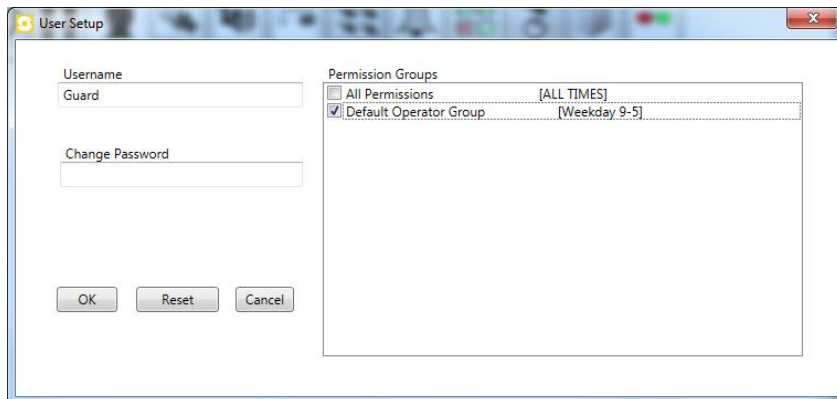 User Setup
Username
Guard
Change Password
OK Reset Cancel
Permission Groups
All Permissions [ALL TIMES]
Default Operator Group [Weekday 9-5]